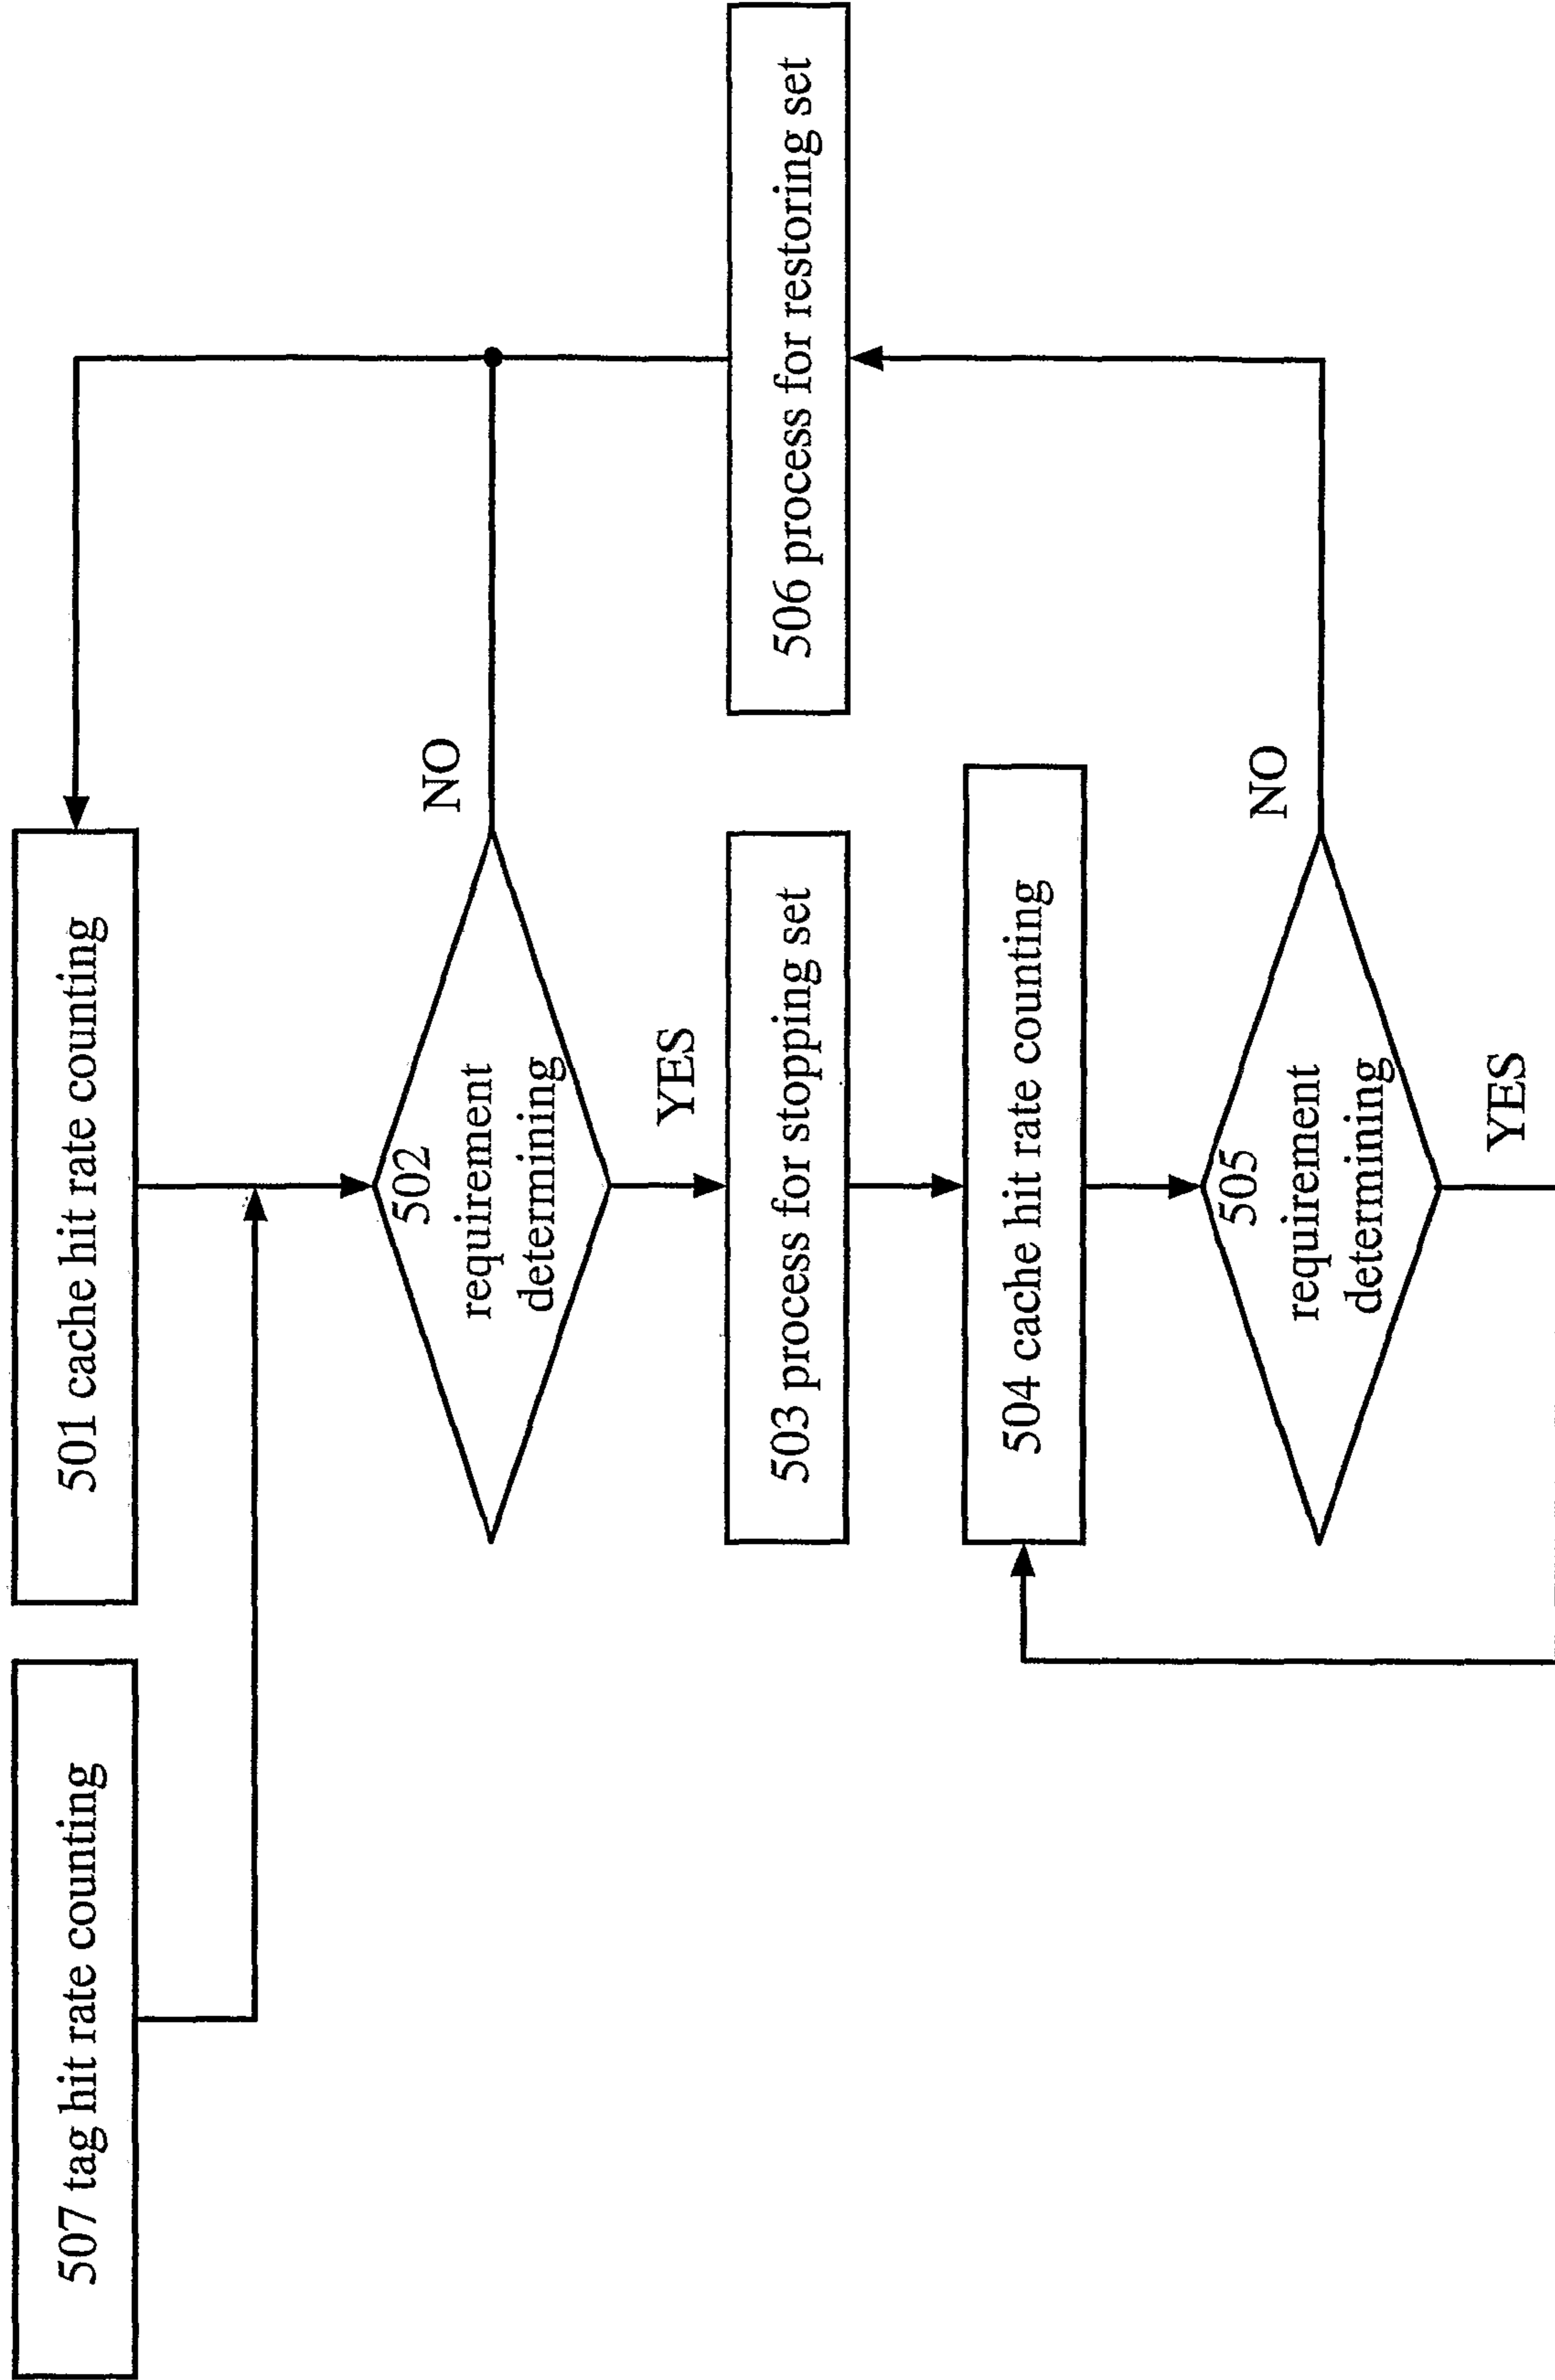 507 tag hit rate counting
501 cache hit rate counting
502
requirement
determining
NO
YES
503 process for stopping set
506 process for restoring set
504 cache hit rate counting
505
requirement
determining
NO
YES